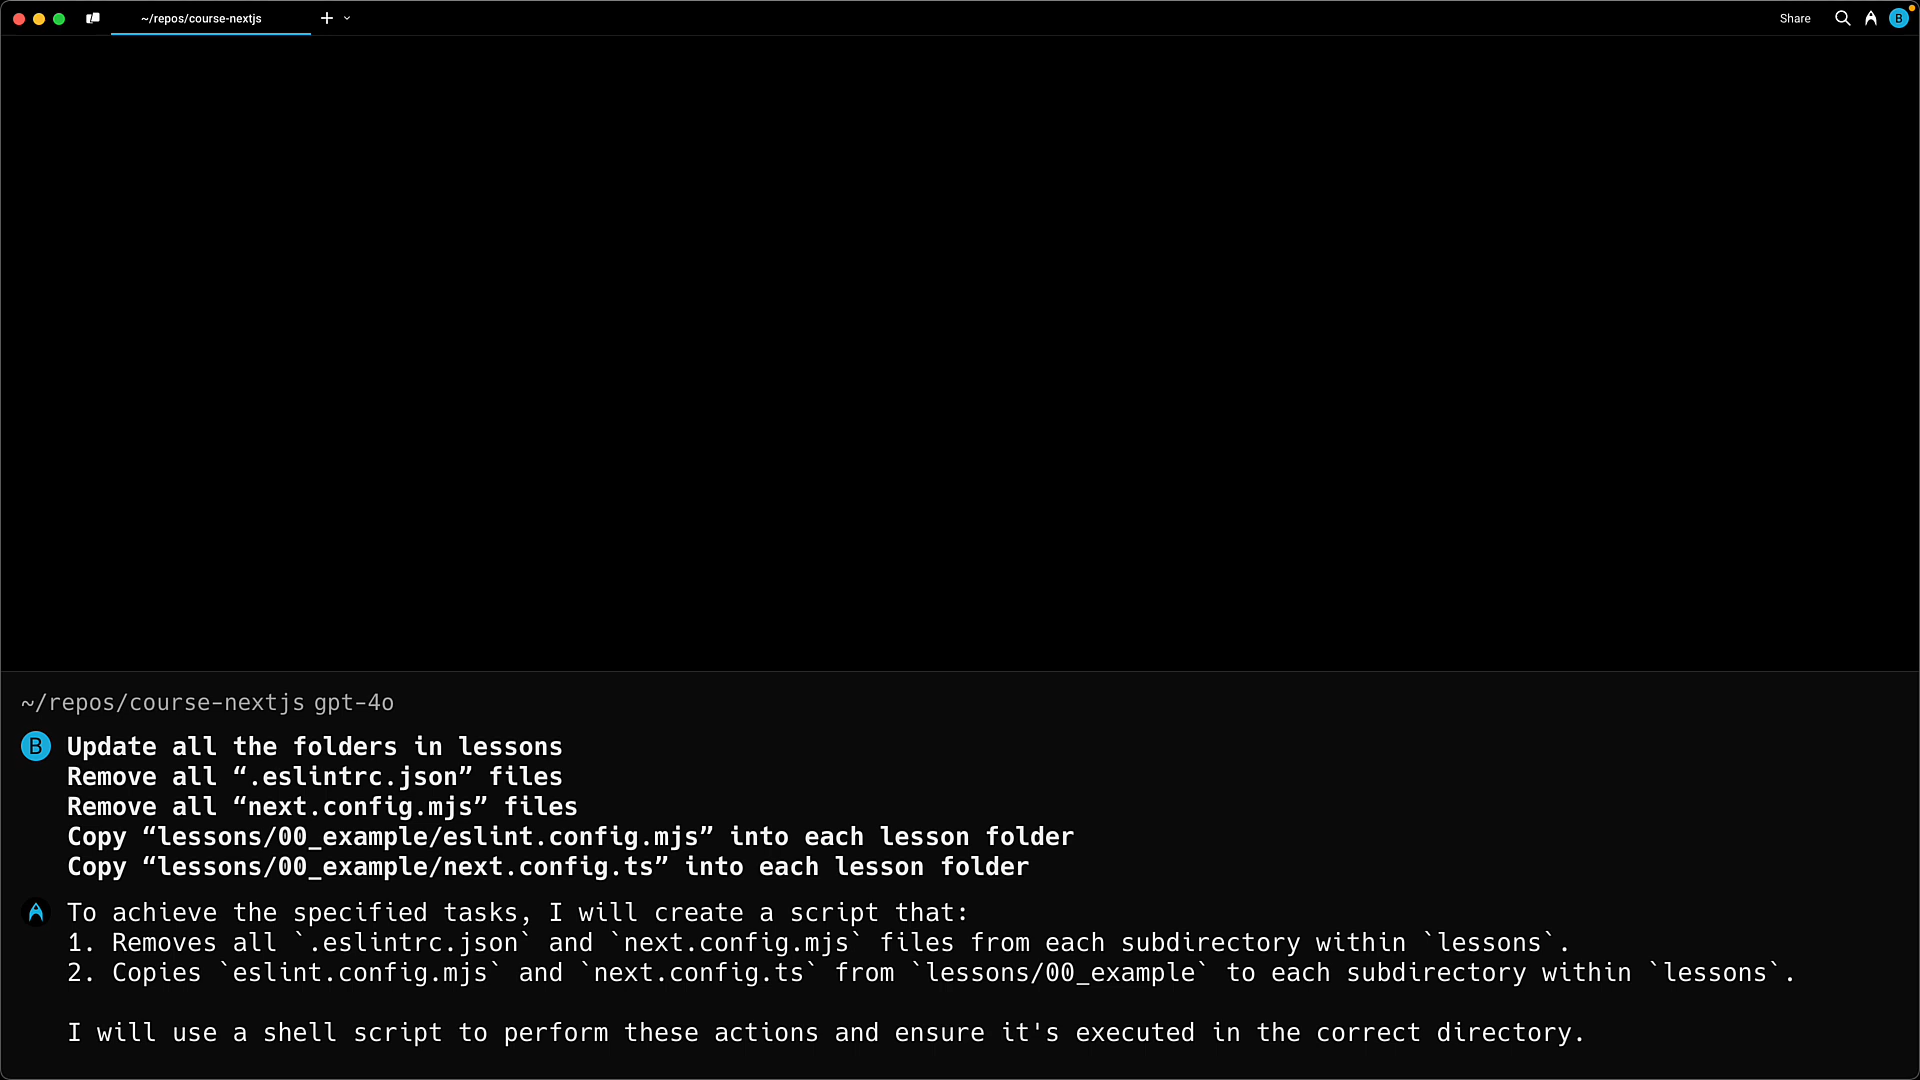 ~/repos/course-nextjs
Share
B
~/repos/course-nextjs gpt-4o
B
Update all the folders in lessons
Remove all “.eslintrc.json” files
Remove all “next.config.mjs” files
Copy “lessons/00_example/eslint.config.mjs” into each lesson folder
Copy “lessons/00_example/next.config.ts” into each lesson folder
To achieve the specified tasks, I will create a script that:
1. Removes all `.eslintrc.json` and `next.config.mjs` files from each subdirectory within `lessons`.
2. Copies `eslint.config.mjs` and `next.config.ts` from `lessons/00_example` to each subdirectory within `lessons`.
I will use a shell script to perform these actions and ensure it's executed in the correct directory.